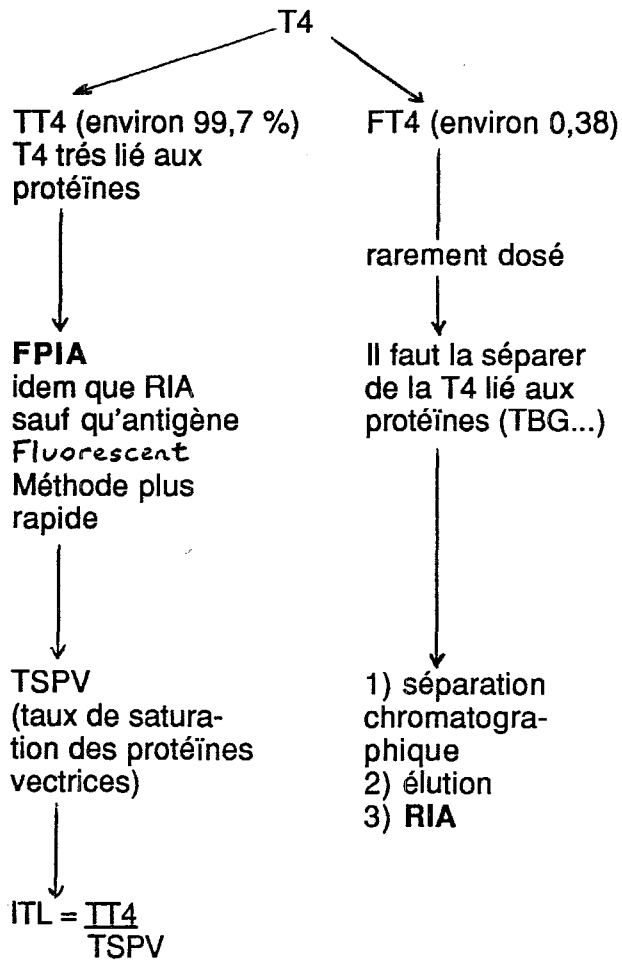 T4
TT4 (environ 99,7 %)
T4 trés lié aux
protéïnes
FPIA
idem que RIA
sauf qu'antigène
Fluorescent
Méthode plus
rapide
TSPV
(taux de satura-
tion des protéïnes
vectrices)
ITL = TT4
TSPV
FT4 (environ 0,38)
rarement dosé
Il faut la séparer
de la T4 lié aux
protéïnes (TBG...)
1) séparation
chromatogra-
phique
2) élution
3) RIA